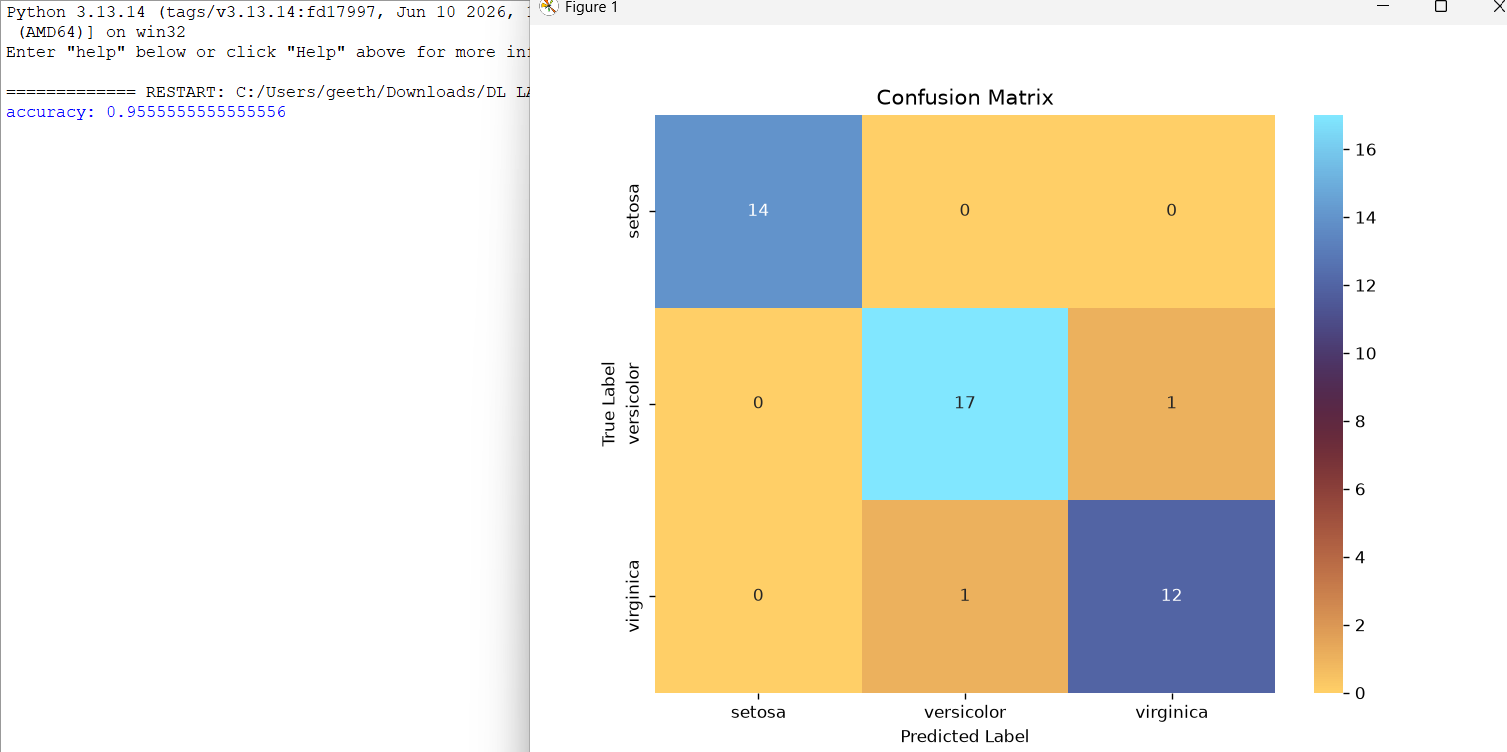 Python 3.13.14 (tags/v3.13.14:fd17997, Jun 10 2026,
(AMD64)] on win32
Enter "help" below or click "Help" above for more
============= RESTART: C:/Users/geeth/Downloads/DL
accuracy: 0.9555555555555556
Figure 1
Confusion Matrix
setosa
14
0
0
True Label
versicolor
0
17
1
virginica
0
1
12
setosa
versicolor
virginica
Predicted Label
16
14
12
10
8
6
4
2
0